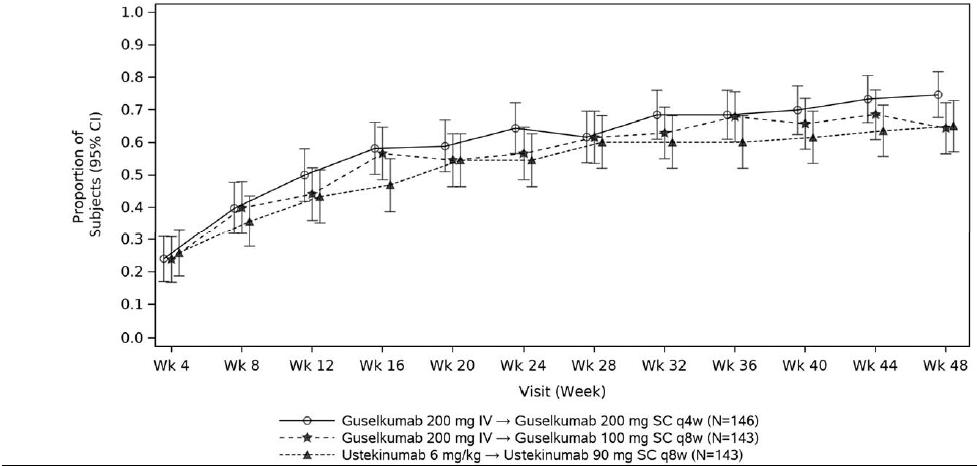 1.0
0.9
0.8
0.7
0.6
0.5
0.4
0.3
0.2
0.1
0.0
Proportion of
Subjects (95% CI)
Wk 4 Wk 8 Wk 12 Wk 16 Wk 20 Wk 24 Wk 28 Wk 32 Wk 36 Wk 40 Wk 44 Wk 48
Visit (Week)
Guselkumab 200 mg IV → Guselkumab 200 mg SC q4w (N=146)
Guselkumab 200 mg IV → Guselkumab 100 mg SC q8w (N=143)
Ustekinumab 6 mg/kg → Ustekinumab 90 mg SC q8w (N=143)